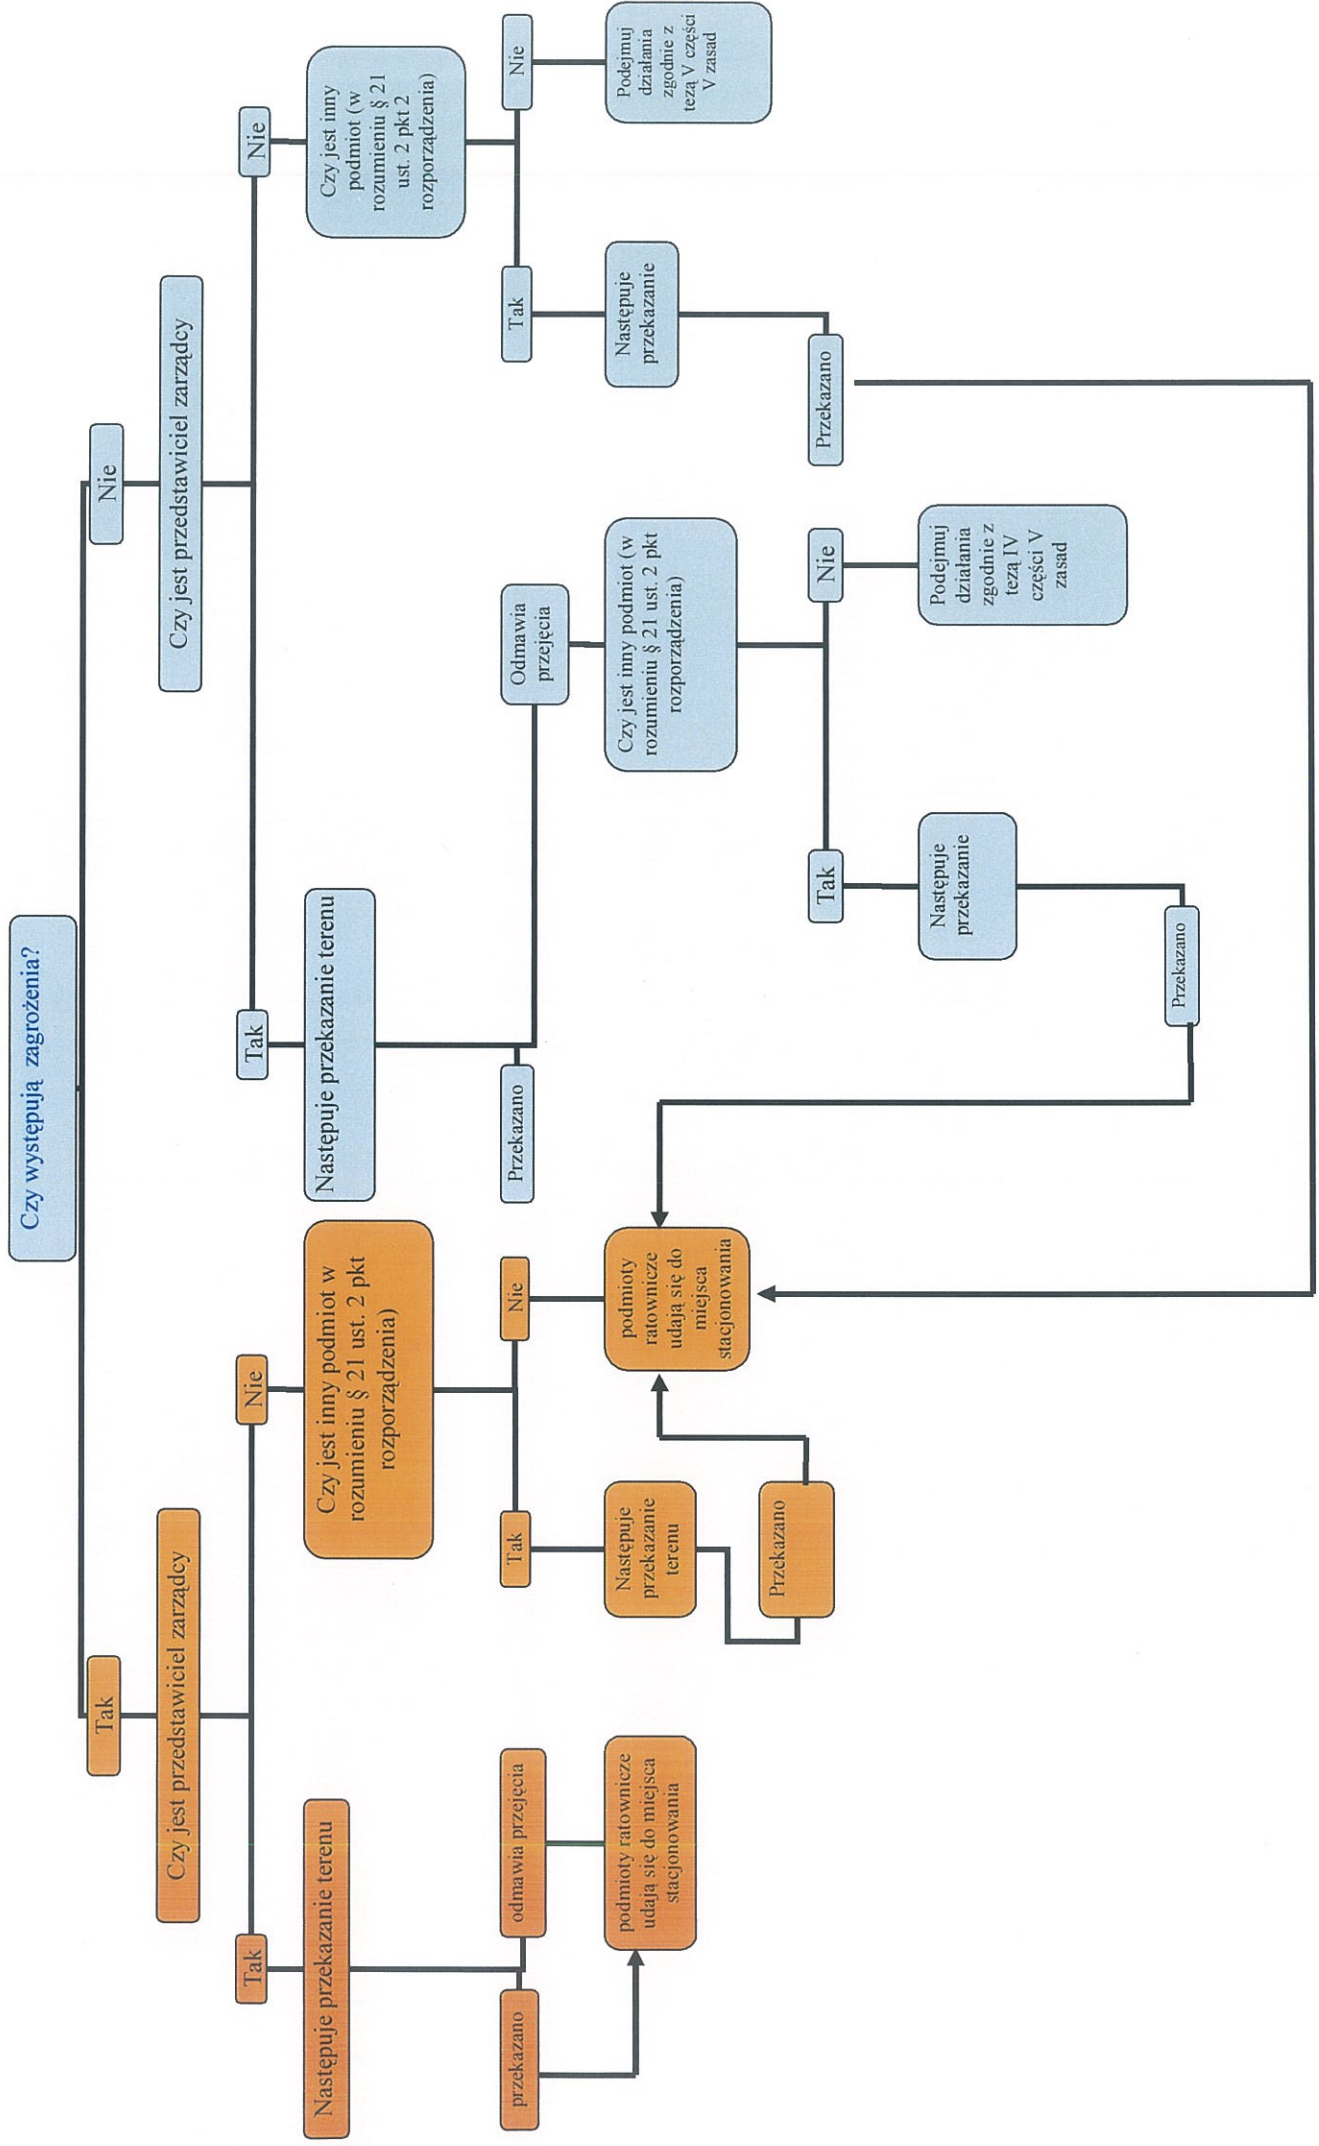 Czy występują zagrożenia?
Tak
Nie
Czy jest przedstawiciel zarządcy
Czy jest przedstawiciel zarządcy
Tak
Nie
Tak
Nie
Następuje przekazanie terenu
Czy jest inny podmiot w
rozumieniu § 21 ust. 2 pkt
rozporządzenia)
Następuje przekazanie terenu
Czy jest inny
podmiot (w
rozumieniu § 21
ust. 2 pkt 2
rozporządzenia)
przekazano
odmawia przejęcia
Tak
Nie
Przekazano
Odmawia
przejęcia
Tak
Nie
podmioty ratownicze
udają się do miejsca
stacjonowania
Następuje
przekazanie
terenu
podmioty
ratownicze
udają się do
miejsca
stacjonowania
Czy jest inny podmiot (w
rozumieniu § 21 ust. 2 pkt
rozporządzenia)
Następuje
przekazanie
Podejmuj
działania
zgodnie z
tezą V części
V zasad
Przekazano
Tak
Nie
Przekazano
Następuje
przekazanie
Podejmuj
działania
zgodnie z
tezą IV
części V
zasad
Przekazano